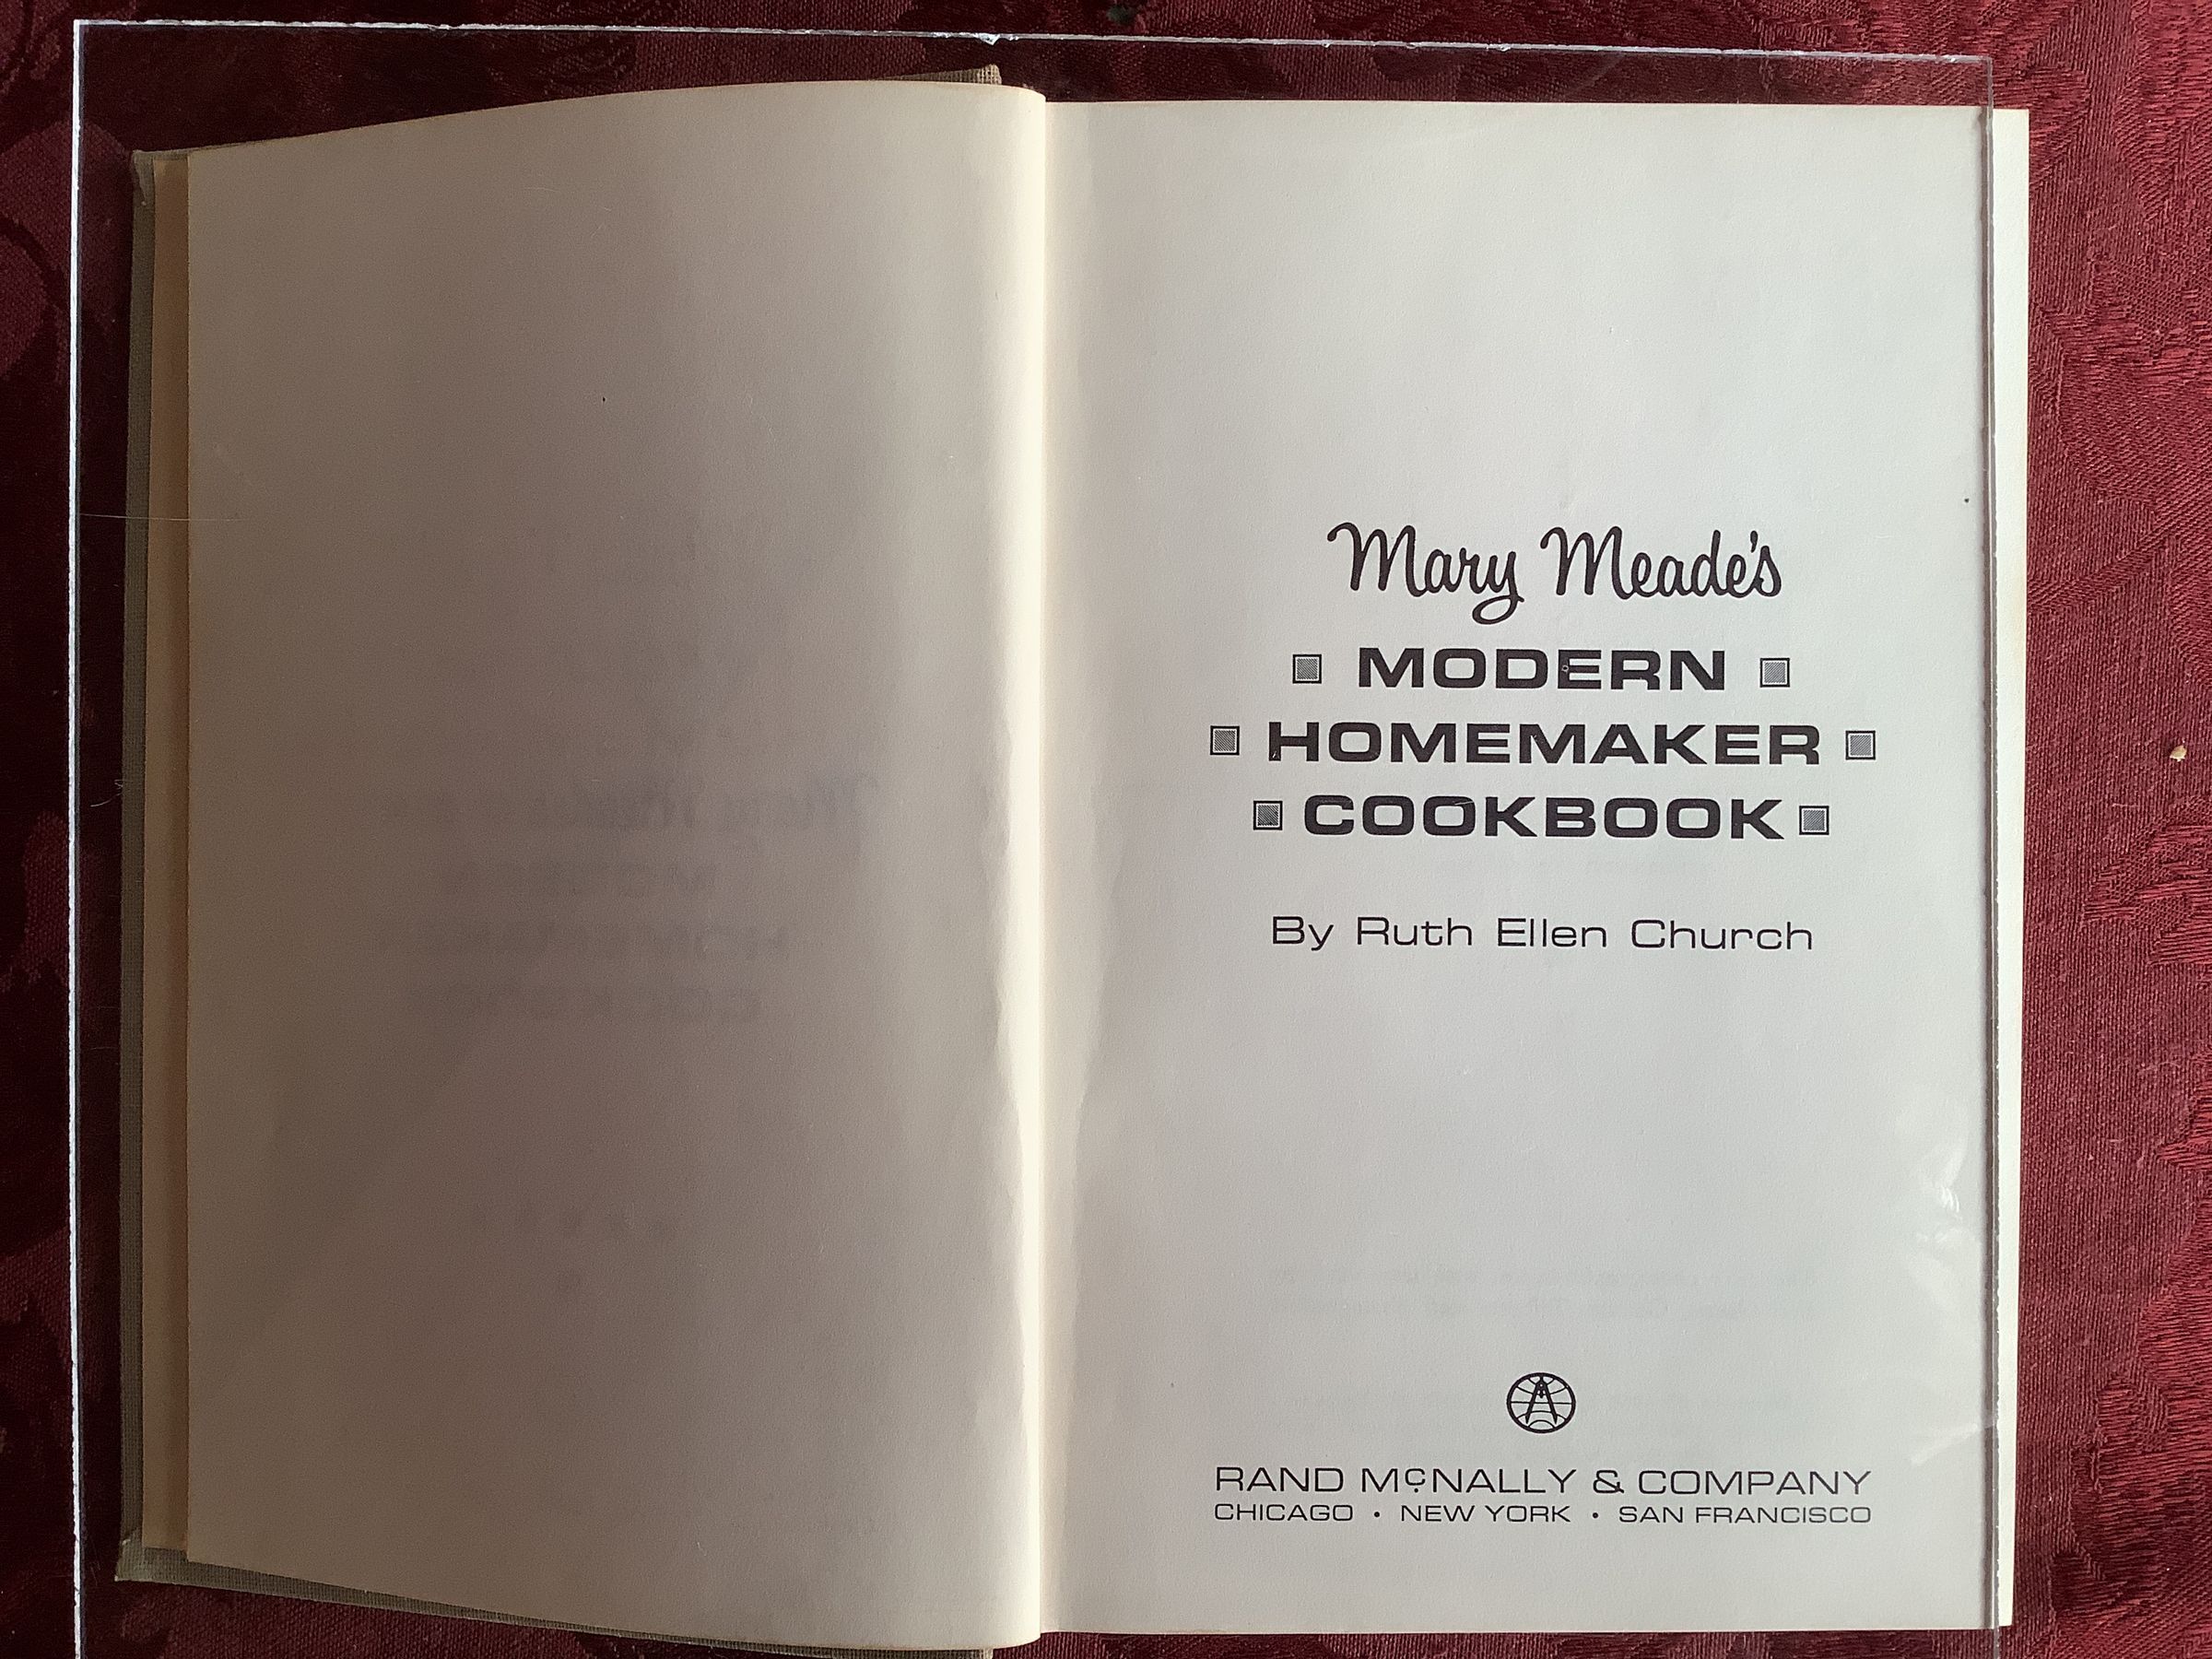 Mary Meade's
MODERN
HOMEMAKER
COOKBOOK
By Ruth Ellen Church
RAND McNALLY & COMPANY
CHICAGO • NEW YORK • SAN FRANCISCO